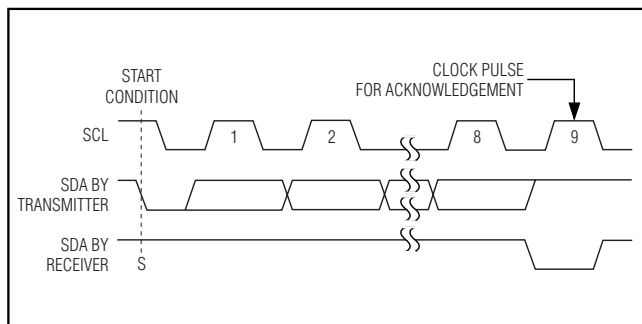 START
CONDITION
CLOCK PULSE
FOR ACKNOWLEDGEMENT
SCL
1
2
8
9
SDA BY
TRANSMITTER
SDA BY
RECEIVER
S